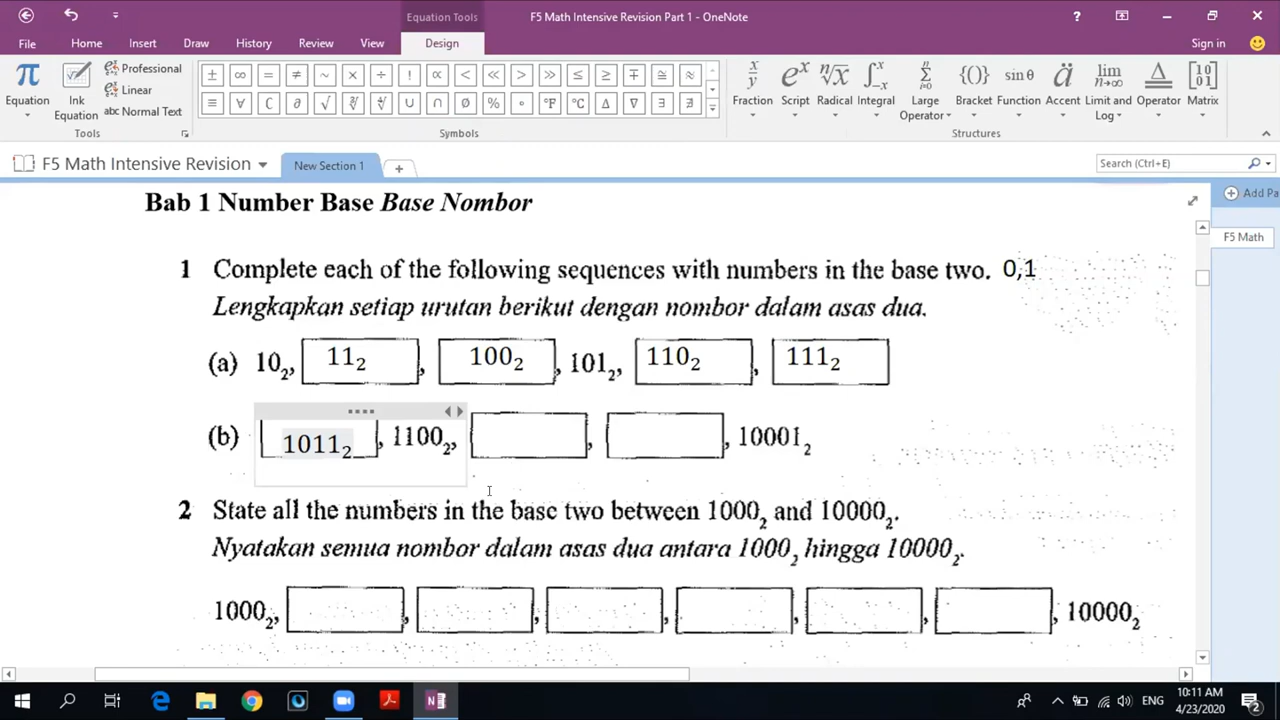 Equation Tools
F5 Math Intensive Revision Part 1 - OneNote
File Home Insert Draw History Review View Design Sign in
Equation
Ink Equation
Professional
Linear
abc Normal Text
Tools
± ∞ = ≠ ~ × ÷ ! ∝ < ≪ > ≫ ≤ ≥ ∓ ≅ ≈
≡ ∀ ∁ ∂ √ ∛ ∜ ∪ ∩ ∅ % ° °F °C ∆ ∇ ∃ ∄
Symbols
Fraction
Script
Radical
Integral
Large Operator
Bracket
Function
Accent
Limit and Log
Operator
Matrix
Structures
F5 Math Intensive Revision
New Section 1
Search (Ctrl+E)
Add Pa
F5 Math
Bab 1 Number Base Base Nombor
1 Complete each of the following sequences with numbers in the base two. 0,1
Lengkapkan setiap urutan berikut dengan nombor dalam asas dua.
(a) 10₂, 11₂, 100₂, 101₂, 110₂, 111₂
(b) 1011₂, 1100₂, , , 10001₂
2 State all the numbers in the base two between 1000₂ and 10000₂.
Nyatakan semua nombor dalam asas dua antara 1000₂ hingga 10000₂.
1000₂, , , , , , , 10000₂
ENG
10:11 AM
4/23/2020
2